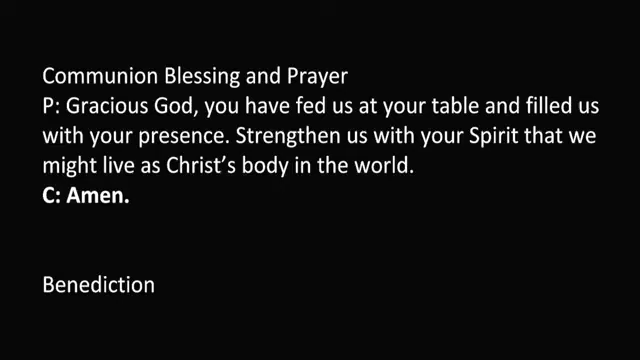 Communion Blessing and Prayer
P: Gracious God, you have fed us at your table and filled us
with your presence. Strengthen us with your Spirit that we
might live as Christ’s body in the world.
C: Amen.
Benediction